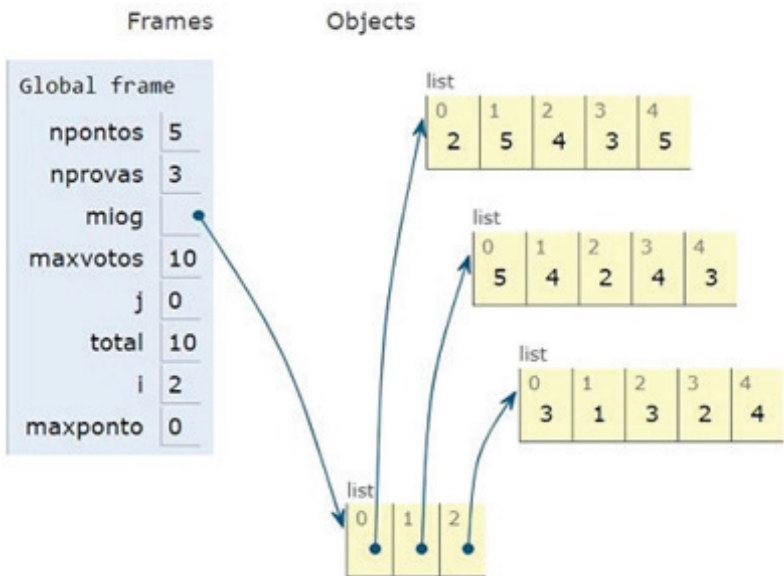 Frames Objects
Global frame
npontos 5
nprovas 3
miog
maxvotos 10
j 0
total 10
i 2
maxponto 0
list
0 1 2 3 4
2 5 4 3 5
list
0 1 2 3 4
5 4 2 4 3
list
0 1 2 3 4
3 1 3 2 4
list
0 1 2